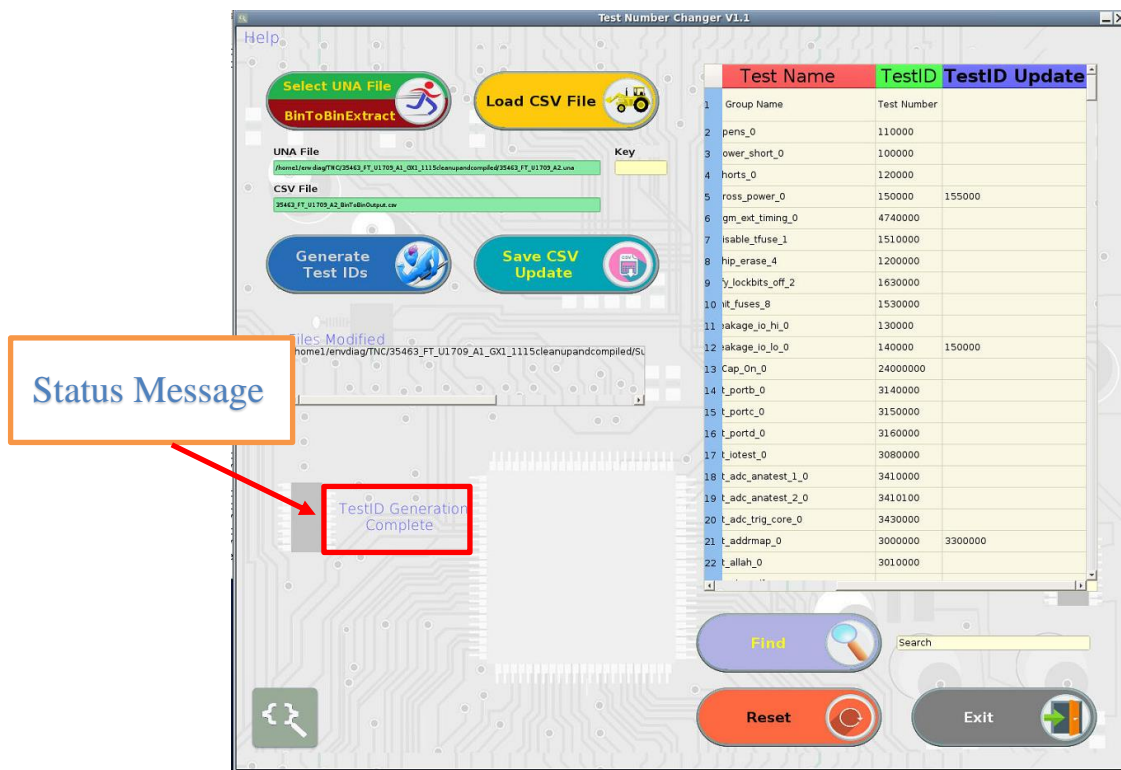 Test Number Changer V1.1
Help
Select UNA File
BinToBinExtract
Load CSV File
UNA File
Key
/home1/envdiag/TNC/35463_FT_U1709_A1_GX1_1115cleanupandcompiled/35463_FT_U1709_A2.una
CSV File
35463_FT_U1709_A2_BinToBinOutput.csv
Generate
Test IDs
Save CSV
Update
Files Modified
home1/envdiag/TNC/35463_FT_U1709_A1_GX1_1115cleanupandcompiled/Su
Status Message
TestID Generation
Complete
Test Name TestID TestID Update
1 Group Name Test Number
2 pens_0 110000
3 ower_short_0 100000
4 horts_0 120000
5 ross_power_0 150000 155000
6 gm_ext_timing_0 4740000
7 isable_tfuse_1 1510000
8 hip_erase_4 1200000
9 fy_lockbits_off_2 1630000
10 it_fuses_8 1530000
11 eakage_io_hi_0 130000
12 eakage_io_lo_0 140000 150000
13 Cap_On_0 24000000
14 t_portb_0 3140000
15 t_portc_0 3150000
16 t_portd_0 3160000
17 t_iotest_0 3080000
18 t_adc_anatest_1_0 3410000
19 t_adc_anatest_2_0 3410100
20 t_adc_trig_core_0 3430000
21 t_addrmap_0 3000000 3300000
22 t_allah_0 3010000
Find
Search
Reset
Exit